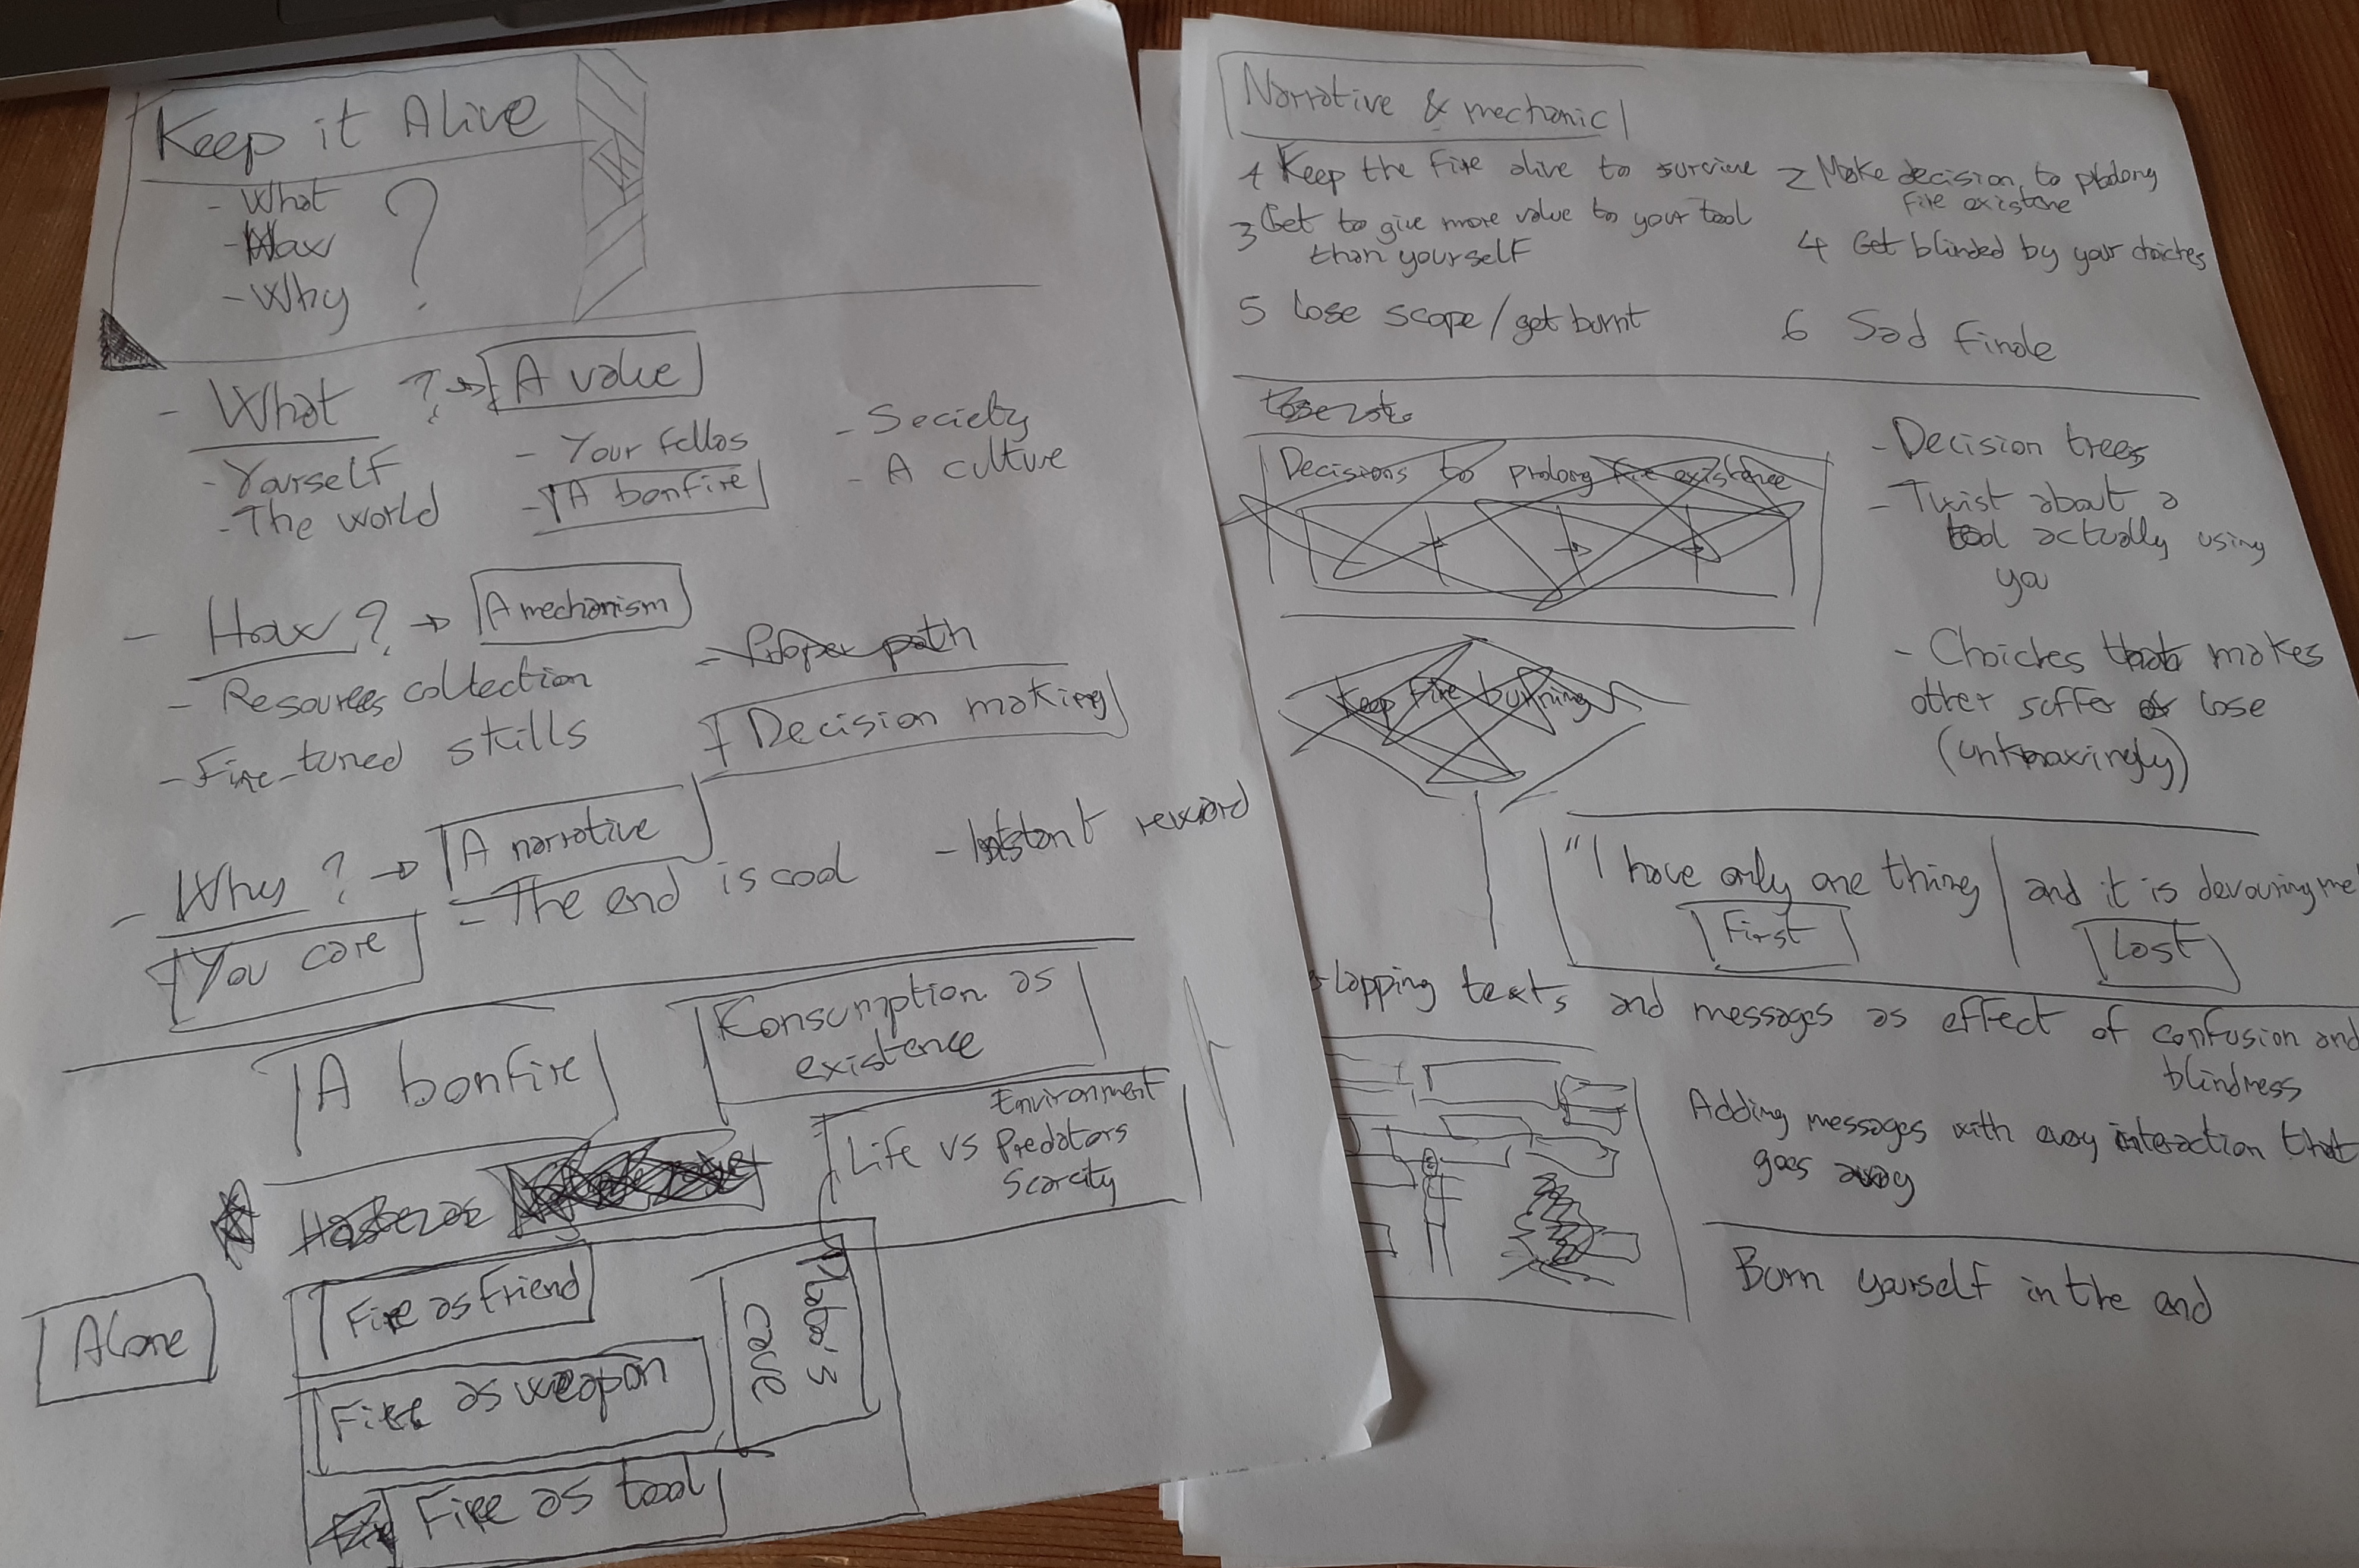 Keep it Alive
- What
- How
- Why
?
- What ? → A value
- Yourself
- The world
- Your fellos
- A bonfire
- Society
- A culture
- How ? → A mechanism
- Resources collection
- Fine-tuned skills
- Proper path
- Decision making
- Why ? → A narrative
- You care
- The end is cool
- Instant reward
A bonfire
Konsumption as
existence
Life vs
Environment
Predators
Scarcity
Alone
Fire as Friend
Fire as weapon
Fire as tool
Plato's
cave
Narrative & mechanic
1 Keep the fire alive to survive
2 Make decision to prolong
fire existene
3 Get to give more value to your tool
than yourself
4 Get blinded by your choiches
5 Lose scope/get burnt
6 Sad finale
Decisions to prolong fire existence
Keep fire burning
- Decision trees
- Twist about a
tool actually using
you
- Choiches that makes
other suffer or lose
(unknowingly)
"I have only one thing
First
and it is devouring me
Last
lapping texts and messages as effect of confusion and
blindness
Adding messages with every interaction that
goes away
Burn yourself in the end